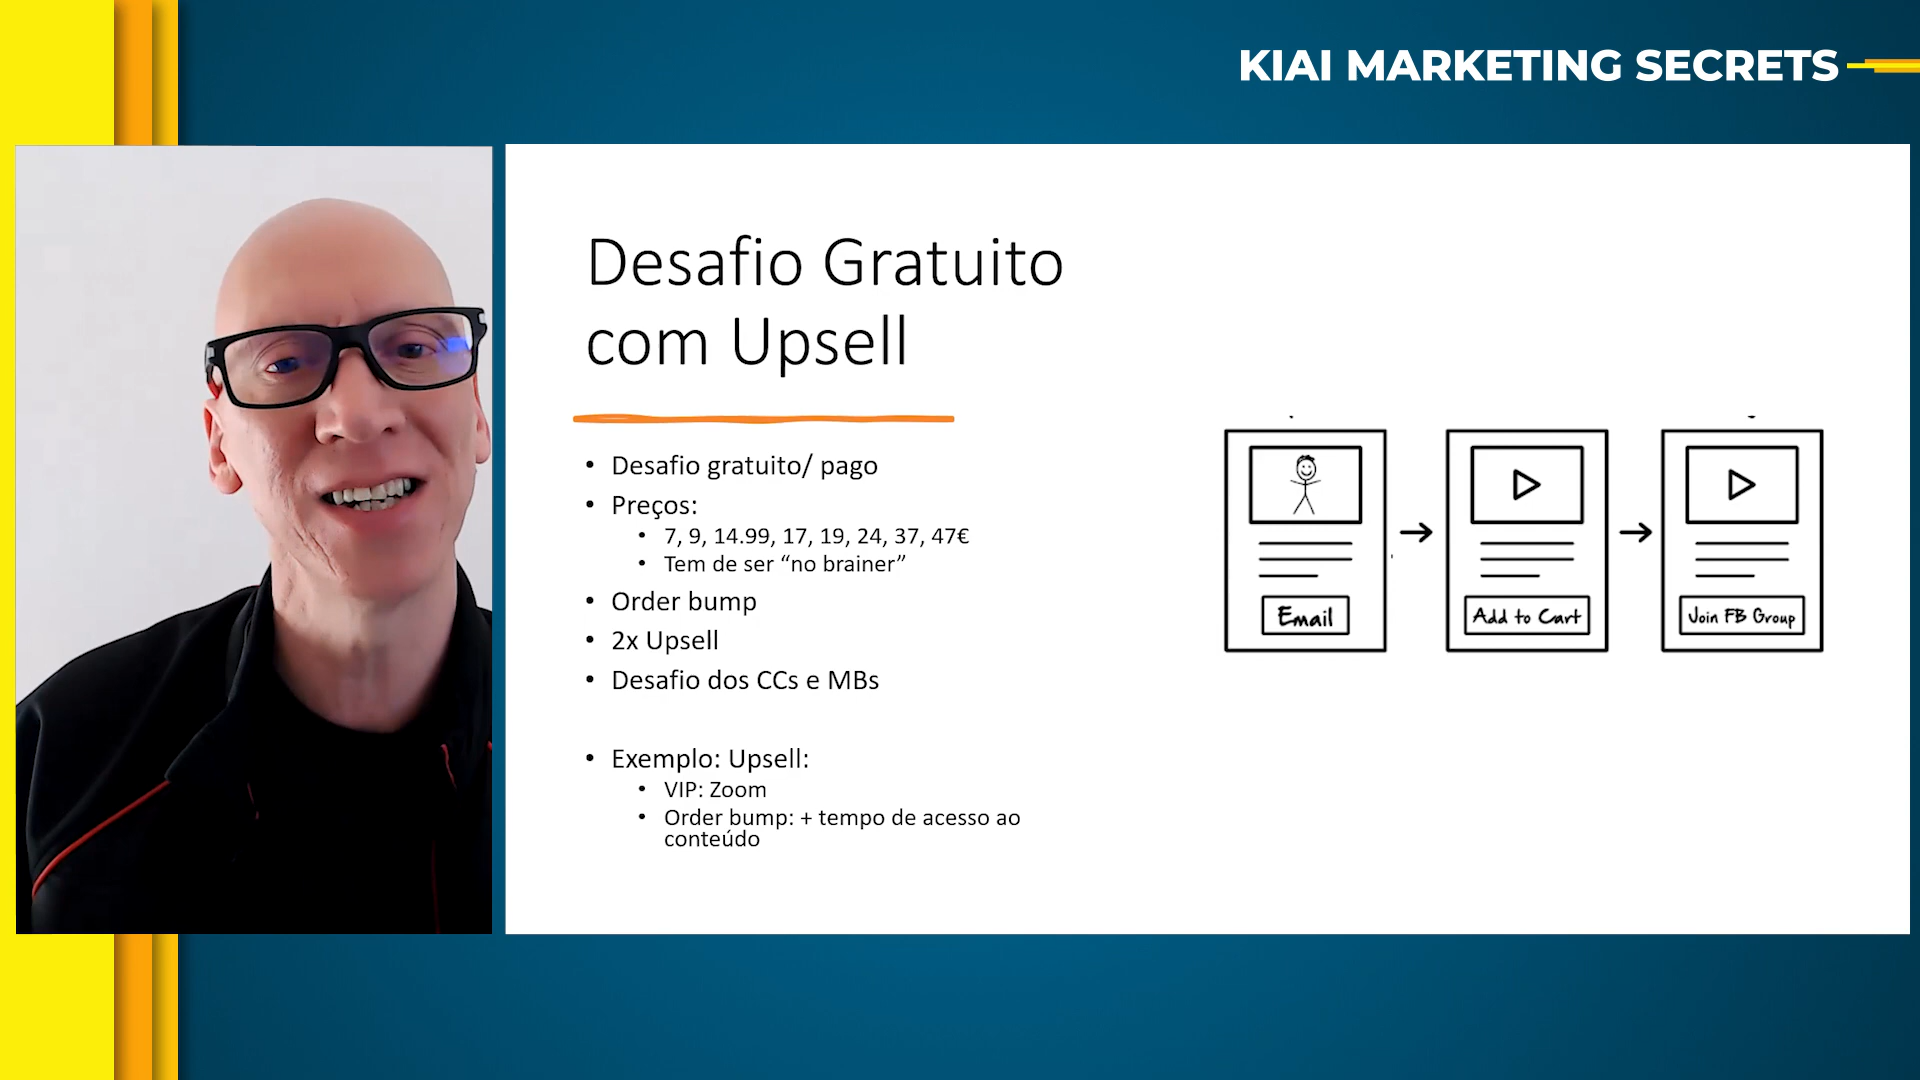 KIAI MARKETING SECRETS
Desafio Gratuito
com Upsell
• Desafio gratuito/ pago
• Preços:
• 7, 9, 14.99, 17, 19, 24, 37, 47€
• Tem de ser “no brainer”
• Order bump
• 2x Upsell
• Desafio dos CCs e MBs
• Exemplo: Upsell:
• VIP: Zoom
• Order bump: + tempo de acesso ao
conteúdo
Email
Add to Cart
Join FB Group